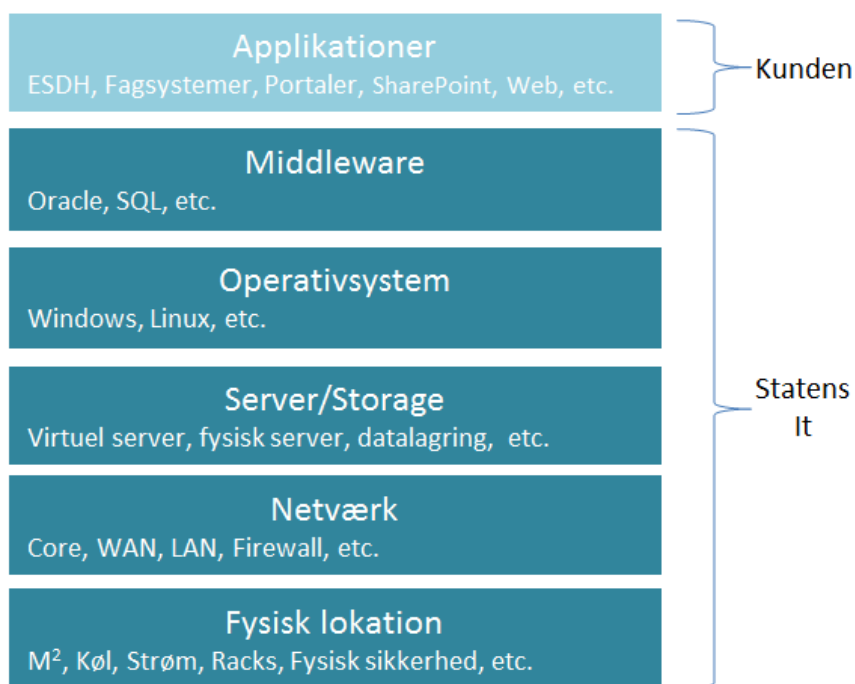 Applikationer
ESDH, Fagsystemer, Portaler, SharePoint, Web, etc.
Kunden
Middleware
Oracle, SQL, etc.
Operativsystem
Windows, Linux, etc.
Server/Storage
Virtuel server, fysisk server, datalagring, etc.
Statens
It
Netværk
Core, WAN, LAN, Firewall, etc.
Fysisk lokation
M², Køl, Strøm, Racks, Fysisk sikkerhed, etc.